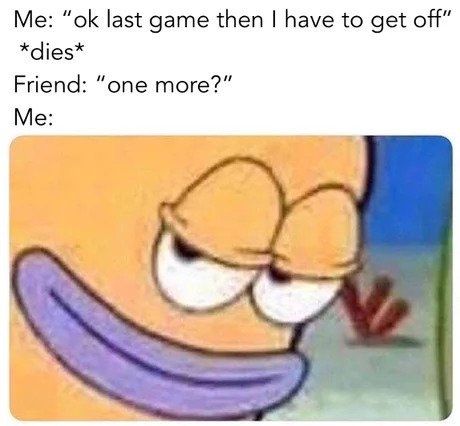 Me: “ok last game then I have to get off”
*dies*
Friend: “one more?”
Me: